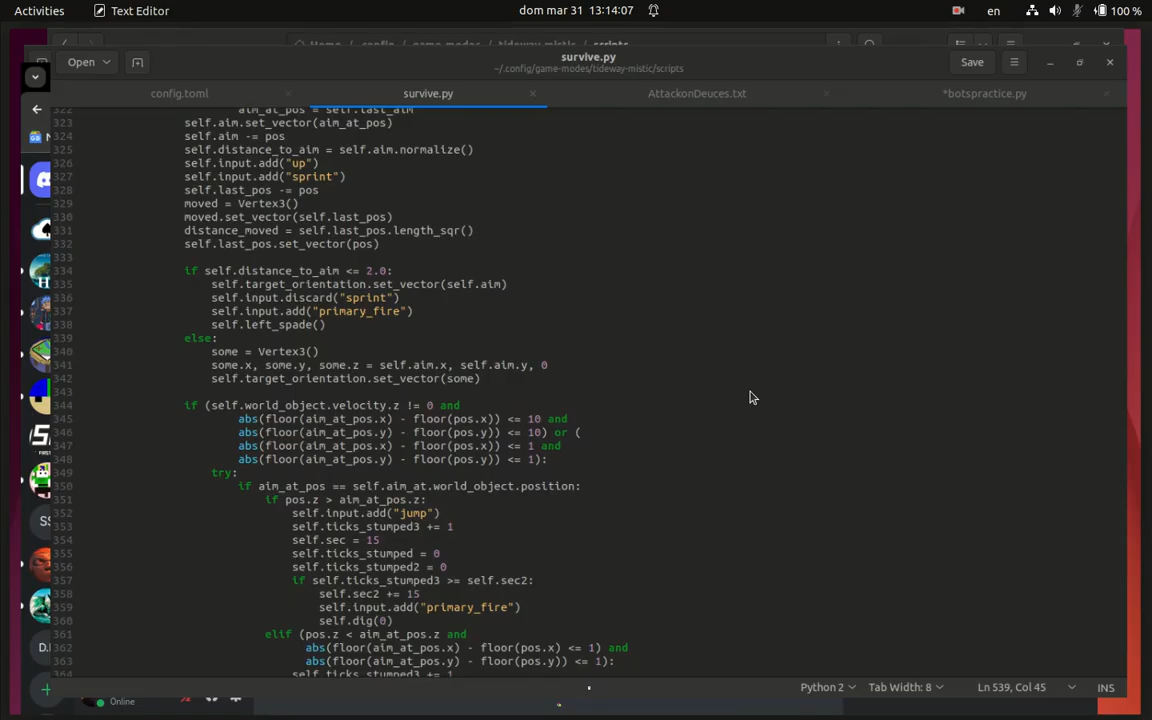 Activities
Text Editor
dom mar 31 13:14:07
en
100 %
Open
survive.py
~/.config/game-modes/tideway-mistic/scripts
Save
config.toml
survive.py
AttackonDeuces.txt
*botspractice.py
322 aim_at_pos = self.last_aim
323 self.aim.set_vector(aim_at_pos)
324 self.aim -= pos
325 self.distance_to_aim = self.aim.normalize()
326 self.input.add("up")
327 self.input.add("sprint")
328 self.last_pos -= pos
329 moved = Vertex3()
330 moved.set_vector(self.last_pos)
331 distance_moved = self.last_pos.length_sqr()
332 self.last_pos.set_vector(pos)
333
334 if self.distance_to_aim <= 2.0:
335 self.target_orientation.set_vector(self.aim)
336 self.input.discard("sprint")
337 self.input.add("primary_fire")
338 self.left_spade()
339 else:
340 some = Vertex3()
341 some.x, some.y, some.z = self.aim.x, self.aim.y, 0
342 self.target_orientation.set_vector(some)
343
344 if (self.world_object.velocity.z != 0 and
345 abs(floor(aim_at_pos.x) - floor(pos.x)) <= 10 and
346 abs(floor(aim_at_pos.y) - floor(pos.y)) <= 10) or (
347 abs(floor(aim_at_pos.x) - floor(pos.x)) <= 1 and
348 abs(floor(aim_at_pos.y) - floor(pos.y)) <= 1):
349 try:
350 if aim_at_pos == self.aim_at.world_object.position:
351 if pos.z > aim_at_pos.z:
352 self.input.add("jump")
353 self.ticks_stumped3 += 1
354 self.sec = 15
355 self.ticks_stumped = 0
356 self.ticks_stumped2 = 0
357 if self.ticks_stumped3 >= self.sec2:
358 self.sec2 += 15
359 self.input.add("primary_fire")
360 self.dig(0)
361 elif (pos.z < aim_at_pos.z and
362 abs(floor(aim_at_pos.x) - floor(pos.x) <= 1) and
363 abs(floor(aim_at_pos.y) - floor(pos.y)) <= 1):
364 self.ticks_stumped3 += 1
Python 2
Tab Width: 8
Ln 539, Col 45
INS
Online